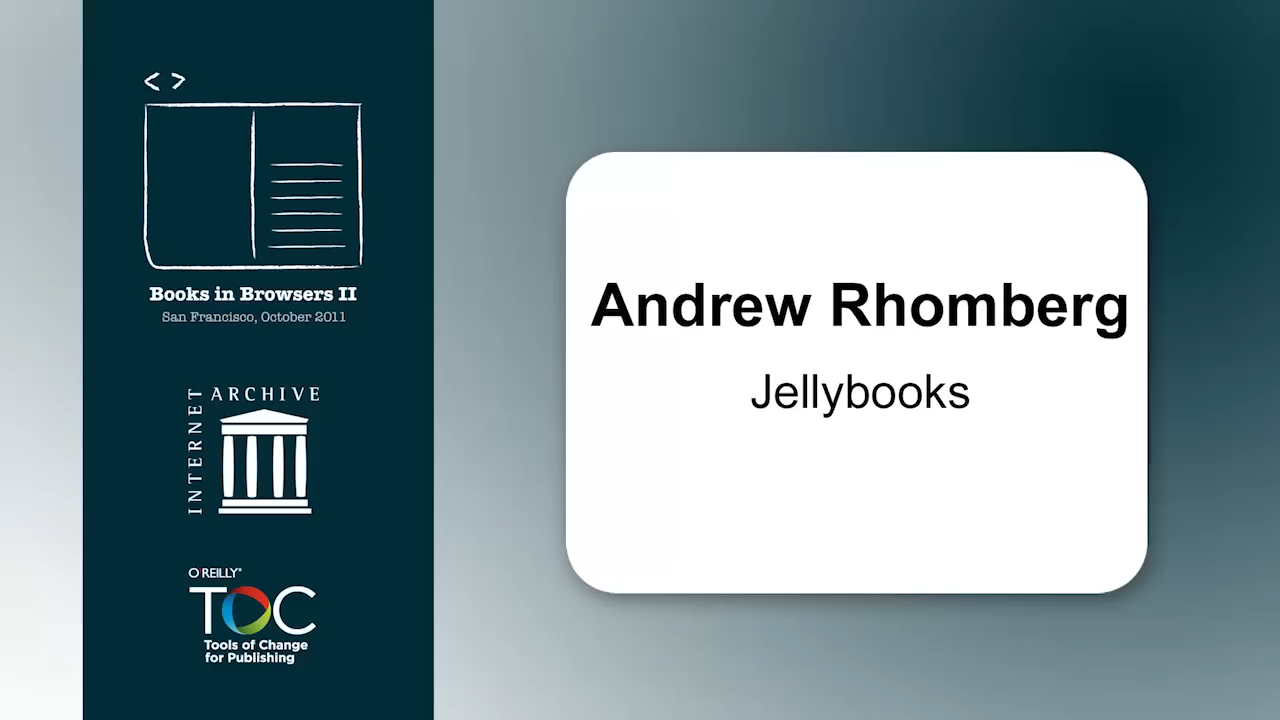 < >
Books in Browsers II
San Francisco, October 2011
INTERNET ARCHIVE
O'REILLY®
TOC
Tools of Change
for Publishing
Andrew Rhomberg
Jellybooks